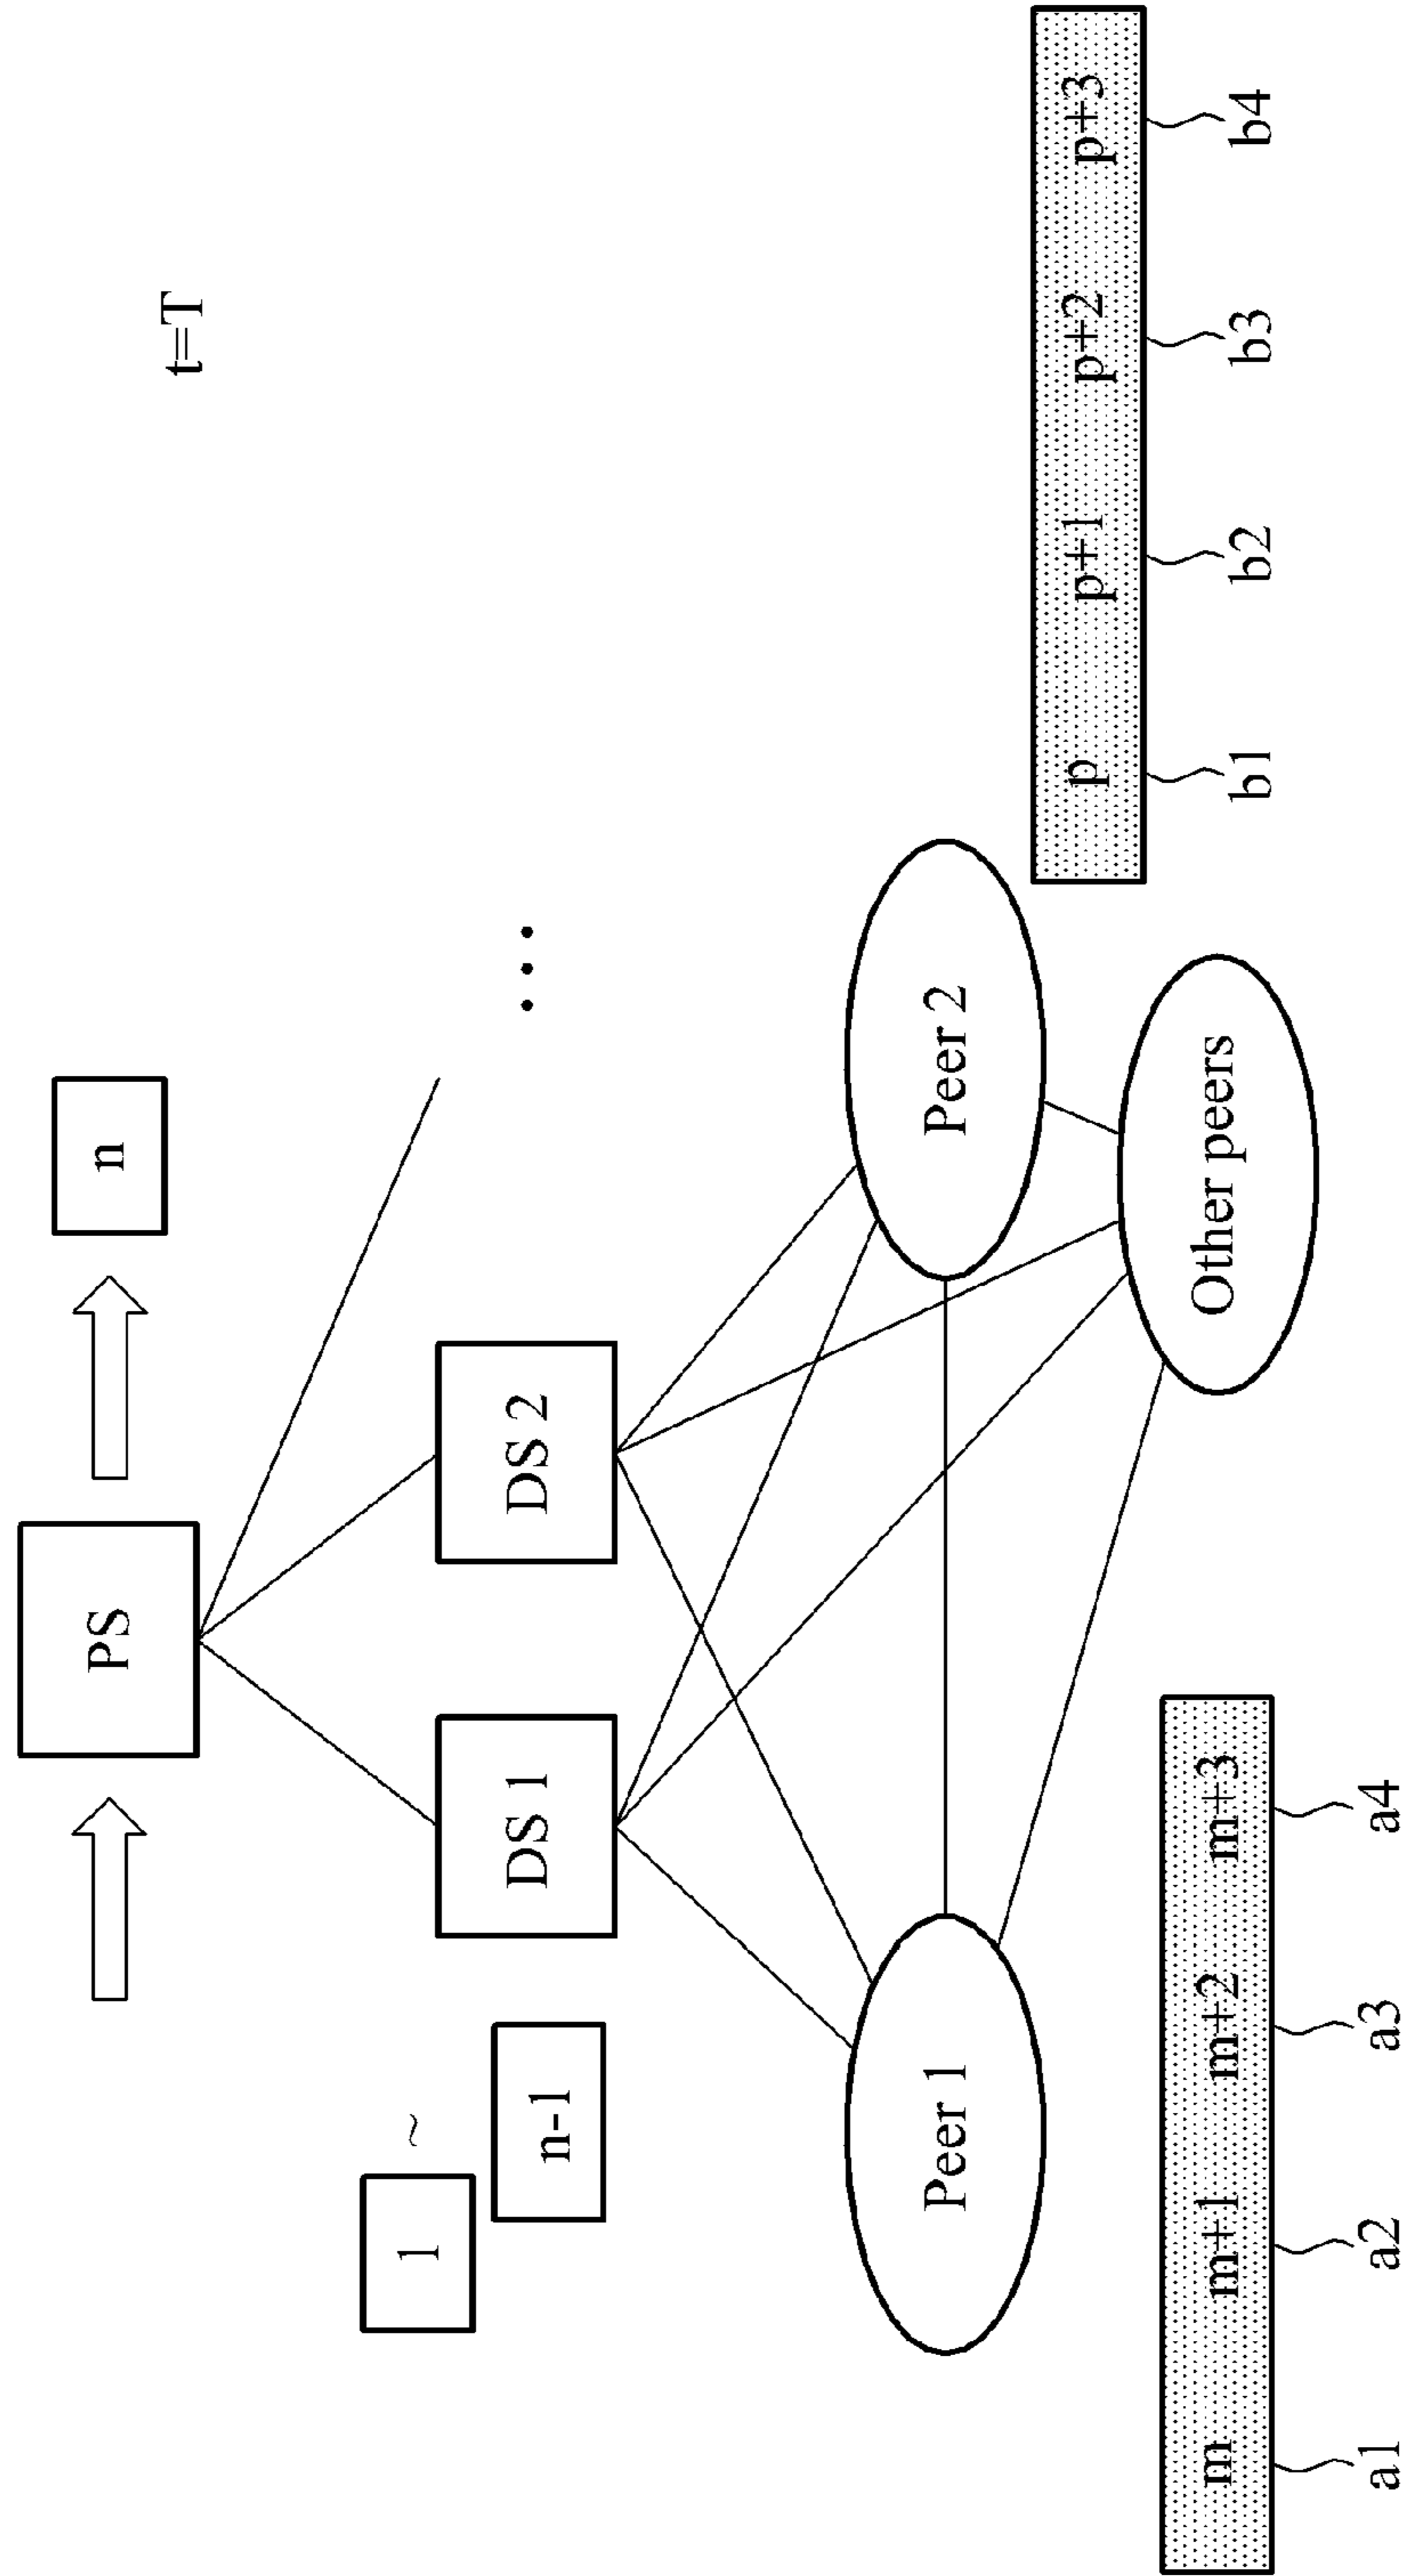 t=T
PS
n
1
~
n-1
DS 1
DS 2
...
Peer 1
Peer 2
Other peers
p p+1 p+2 p+3
b1 b2 b3 b4
m m+1 m+2 m+3
a1 a2 a3 a4